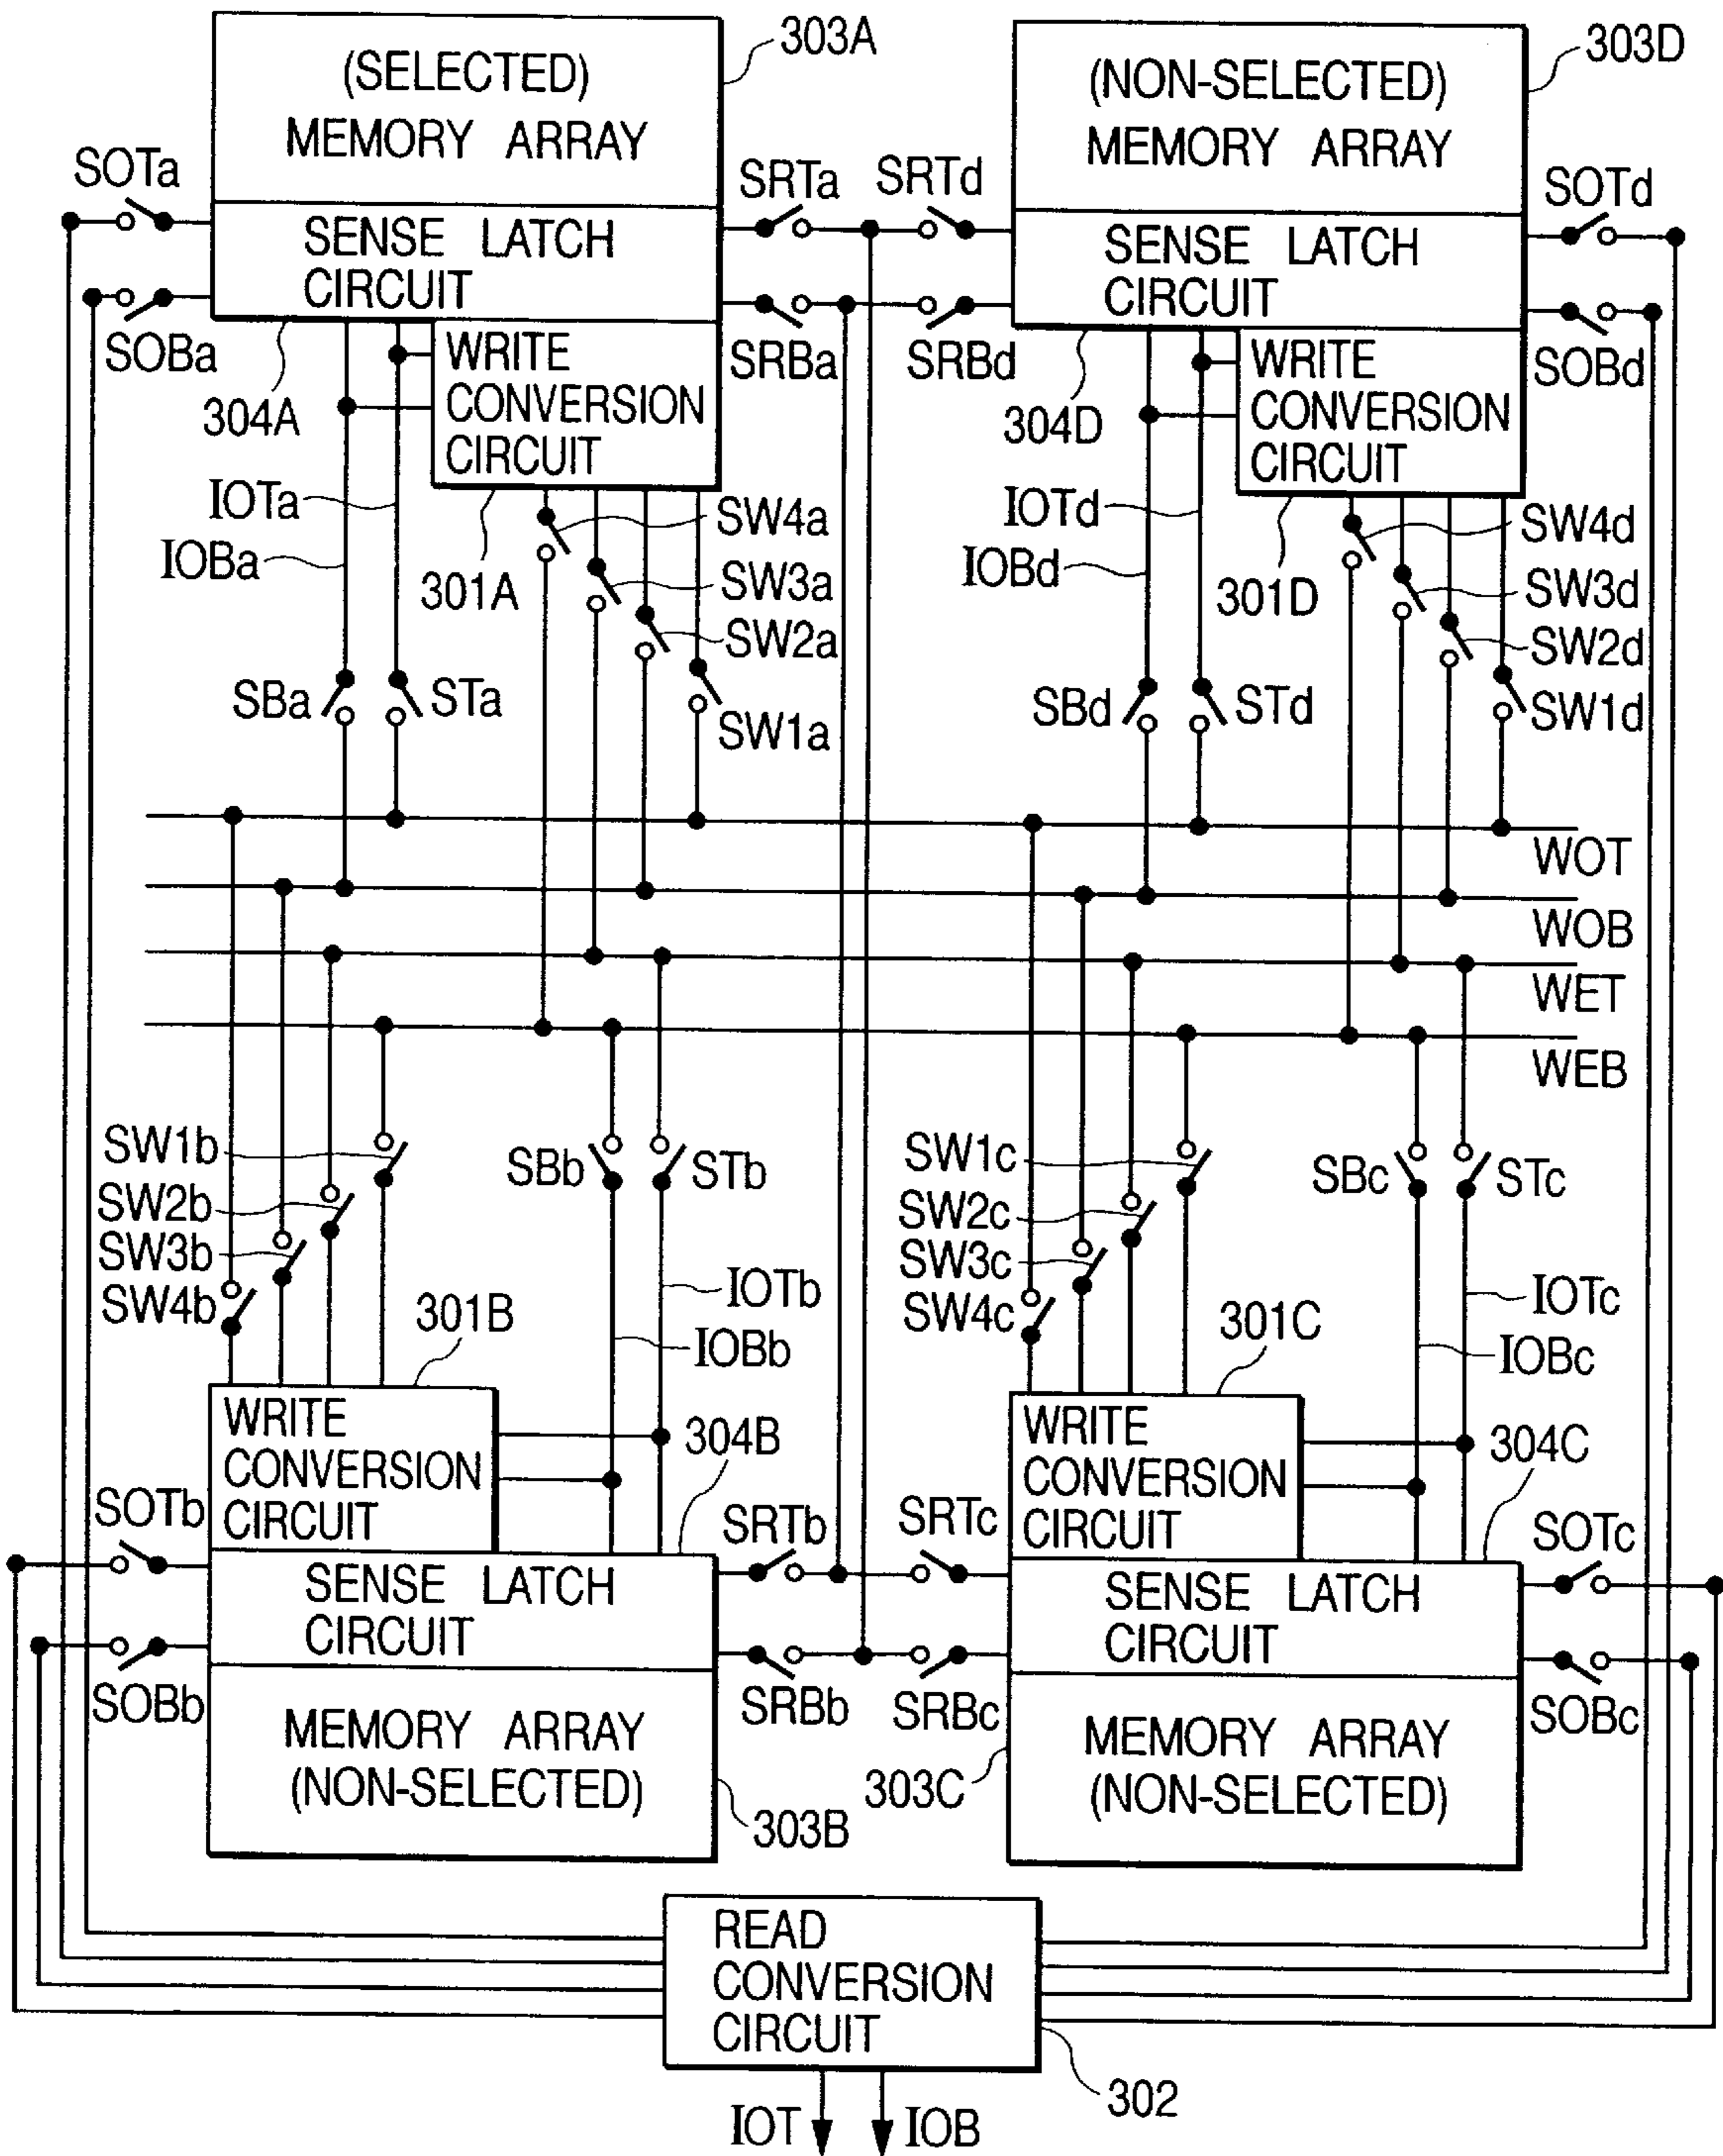 303A
303D
(SELECTED)
MEMORY ARRAY
(NON-SELECTED)
MEMORY ARRAY
SOTa
SRTa
SRTd
SOTd
SENSE LATCH
CIRCUIT
SENSE LATCH
CIRCUIT
SOBa
SRBa
SRBd
SOBd
304A
WRITE
CONVERSION
CIRCUIT
304D
WRITE
CONVERSION
CIRCUIT
IOTa
IOBa
301A
SW4a
SW3a
SW2a
SW1a
IOTd
IOBd
301D
SW4d
SW3d
SW2d
SW1d
SBa
STa
SBd
STd
WOT
WOB
WET
WEB
SW1b
SW2b
SW3b
SW4b
SBb
STb
SW1c
SW2c
SW3c
SW4c
SBc
STc
301B
IOTb
IOBb
301C
IOTc
IOBc
WRITE
CONVERSION
CIRCUIT
304B
WRITE
CONVERSION
CIRCUIT
304C
SOTb
SRTb
SRTc
SOTc
SENSE LATCH
CIRCUIT
SENSE LATCH
CIRCUIT
SOBb
SRBb
SRBc
SOBc
MEMORY ARRAY
(NON-SELECTED)
303B
303C
MEMORY ARRAY
(NON-SELECTED)
READ
CONVERSION
CIRCUIT
302
IOT
IOB